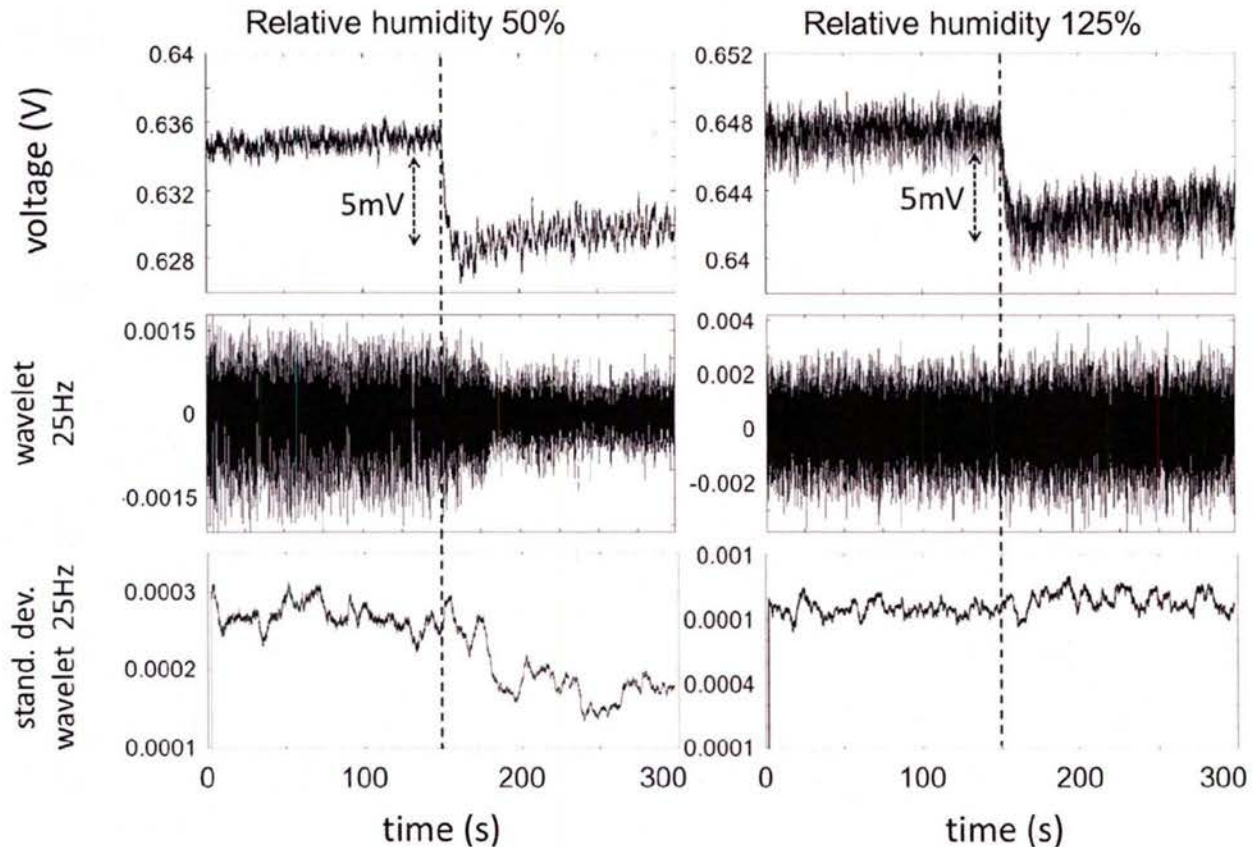 Relative humidity 50%
Relative humidity 125%
voltage (V)
0.64
0.636
0.632
0.628
5mV
0.652
0.648
0.644
0.64
5mV
wavelet
25Hz
0.0015
0
-0.0015
0.004
0.002
0
-0.002
stand. dev.
wavelet 25Hz
0.0003
0.0002
0.0001
0.001
0.0001
0.0004
0.0001
0
100
200
300
0
100
200
300
time (s)
time (s)